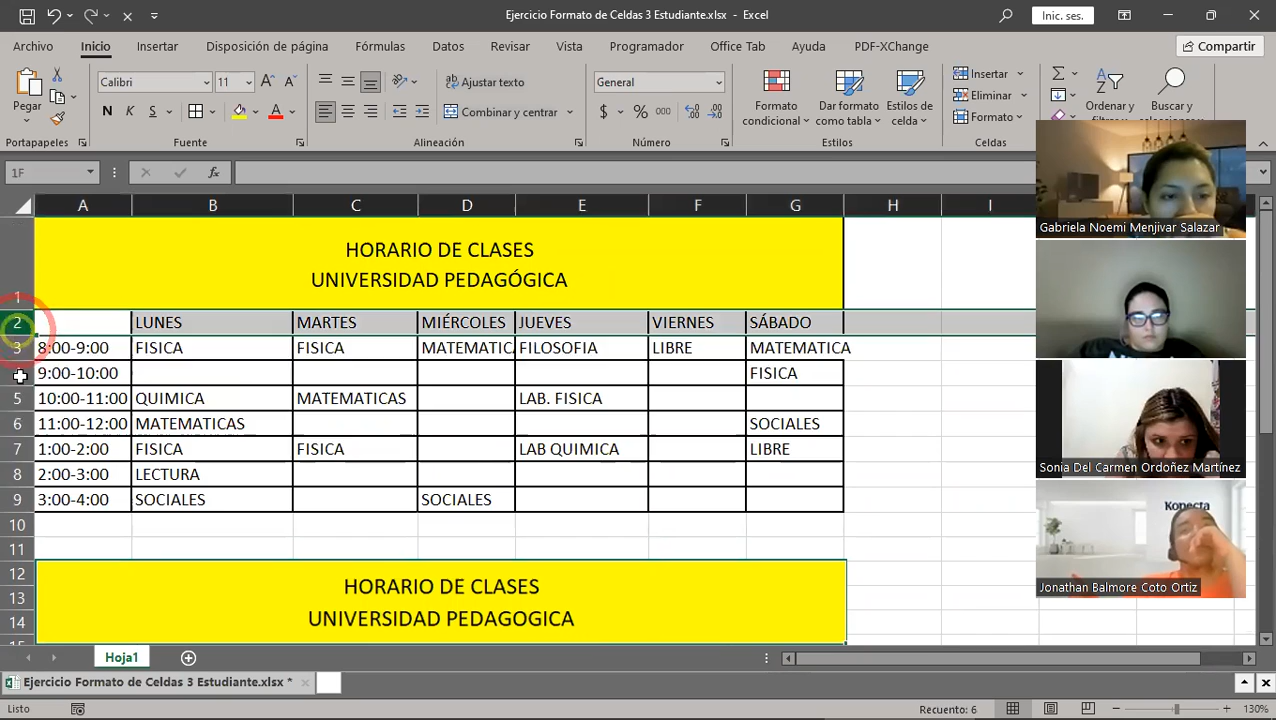 Ejercicio Formato de Celdas 3 Estudiante.xlsx - Excel
Inic. ses.
Archivo Inicio Insertar Disposición de página Fórmulas Datos Revisar Vista Programador Office Tab Ayuda PDF-XChange Compartir
Pegar
Calibri 11
N K S
Ajustar texto
Combinar y centrar
General
$ % 000
Formato condicional
Dar formato como tabla
Estilos de celda
Insertar
Eliminar
Formato
Ordenar y
Buscar y
Portapapeles Fuente Alineación Número Estilos Celdas
1F
fx
A B C D E F G H I
1
HORARIO DE CLASES
UNIVERSIDAD PEDAGÓGICA
2 LUNES MARTES MIÉRCOLES JUEVES VIERNES SÁBADO
3 8:00-9:00 FISICA FISICA MATEMATICA FILOSOFIA LIBRE MATEMATICA
9:00-10:00 FISICA
5 10:00-11:00 QUIMICA MATEMATICAS LAB. FISICA
6 11:00-12:00 MATEMATICAS SOCIALES
7 1:00-2:00 FISICA FISICA LAB QUIMICA LIBRE
8 2:00-3:00 LECTURA
9 3:00-4:00 SOCIALES SOCIALES
10
11
12
13
14
15
HORARIO DE CLASES
UNIVERSIDAD PEDAGOGICA
Gabriela Noemi Menjivar Salazar
Sonia Del Carmen Ordoñez Martínez
Konecta
Jonathan Balmore Coto Ortiz
Hoja1
Ejercicio Formato de Celdas 3 Estudiante.xlsx *
Listo
Recuento: 6
130%